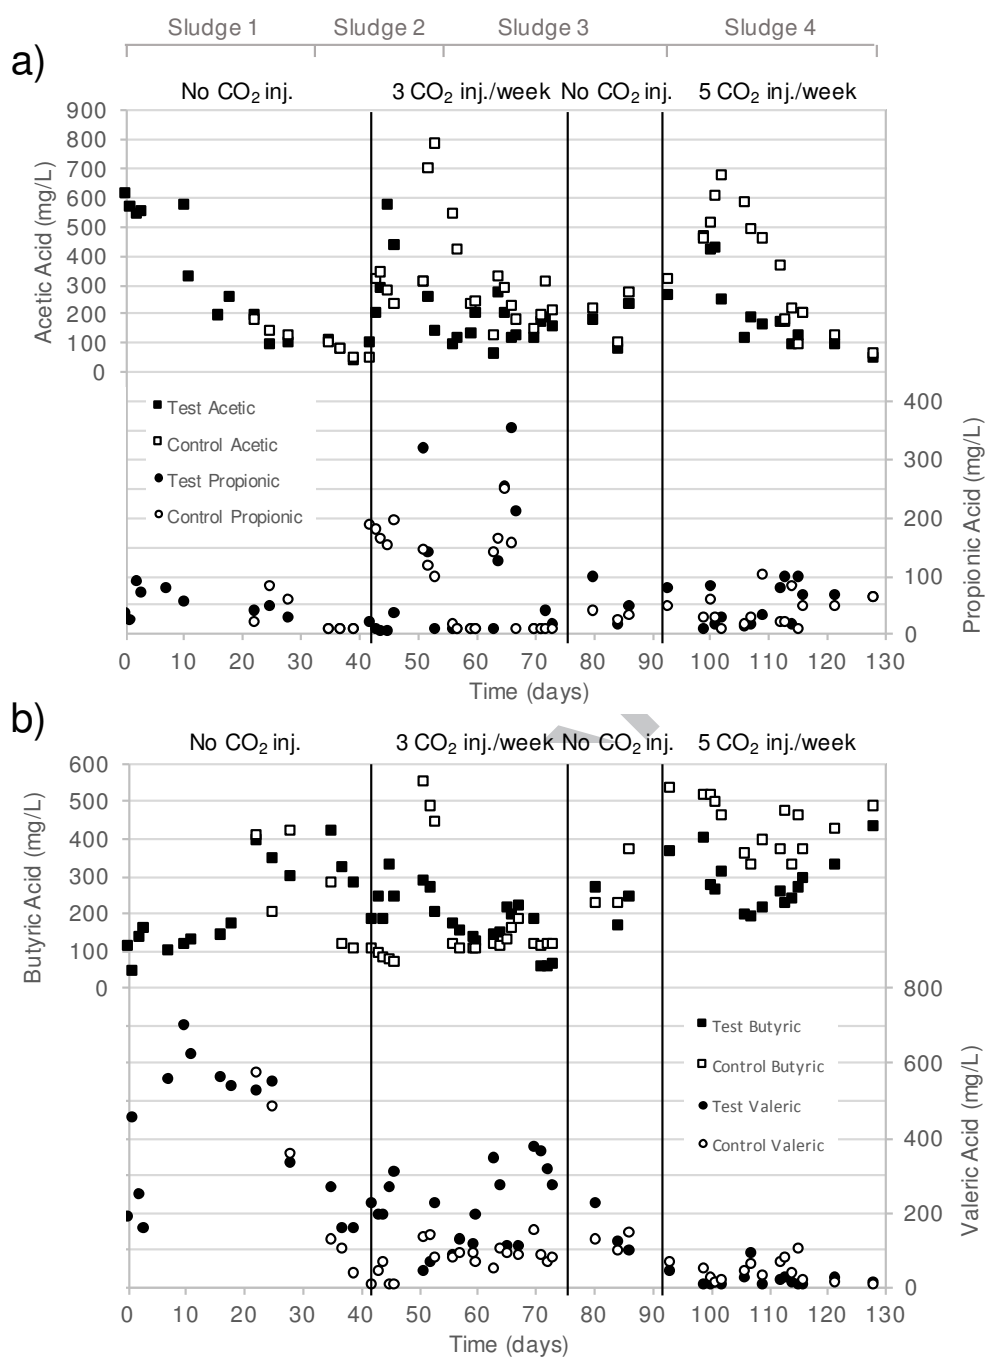 Sludge 1 Sludge 2 Sludge 3 Sludge 4
a)
No CO2 inj. 3 CO2 inj./week No CO2 inj. 5 CO2 inj./week
900
800
700
600
500
400
300
200
100
0
Acetic Acid (mg/L)
Test Acetic
Control Acetic
Test Propionic
Control Propionic
400
300
200
100
0
Propionic Acid (mg/L)
0 10 20 30 40 50 60 70 80 90 100 110 120 130
Time (days)
b)
No CO2 inj. 3 CO2 inj./week No CO2 inj. 5 CO2 inj./week
600
500
400
300
200
100
0
Butyric Acid (mg/L)
800
600
400
200
0
Valeric Acid (mg/L)
Test Butyric
Control Butyric
Test Valeric
Control Valeric
0 10 20 30 40 50 60 70 80 90 100 110 120 130
Time (days)